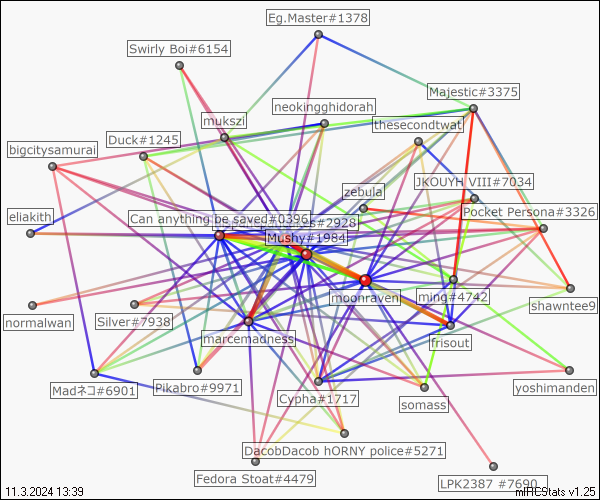 Eg.Master#1378
Swirly Boi#6154
Majestic#3375
neokingghidorah
mukszi
thesecondtwat
Duck#1245
bigcitysamurai
JKOUYH VIII#7034
zebula
Pocket Persona#3326
eliakith
Can anything be saved#0396
#2928
Mushy#1984
moonraven
ming#4742
shawntee9
normalwan
Silver#7938
marcemadness
frisout
Madネコ#6901
Pikabro#9971
Cypha#1717
somass
yoshimanden
DacobDacob hORNY police#5271
Fedora Stoat#4479
LPK2387 #7690
11.3.2024 13:39
mIRCStats v1.25